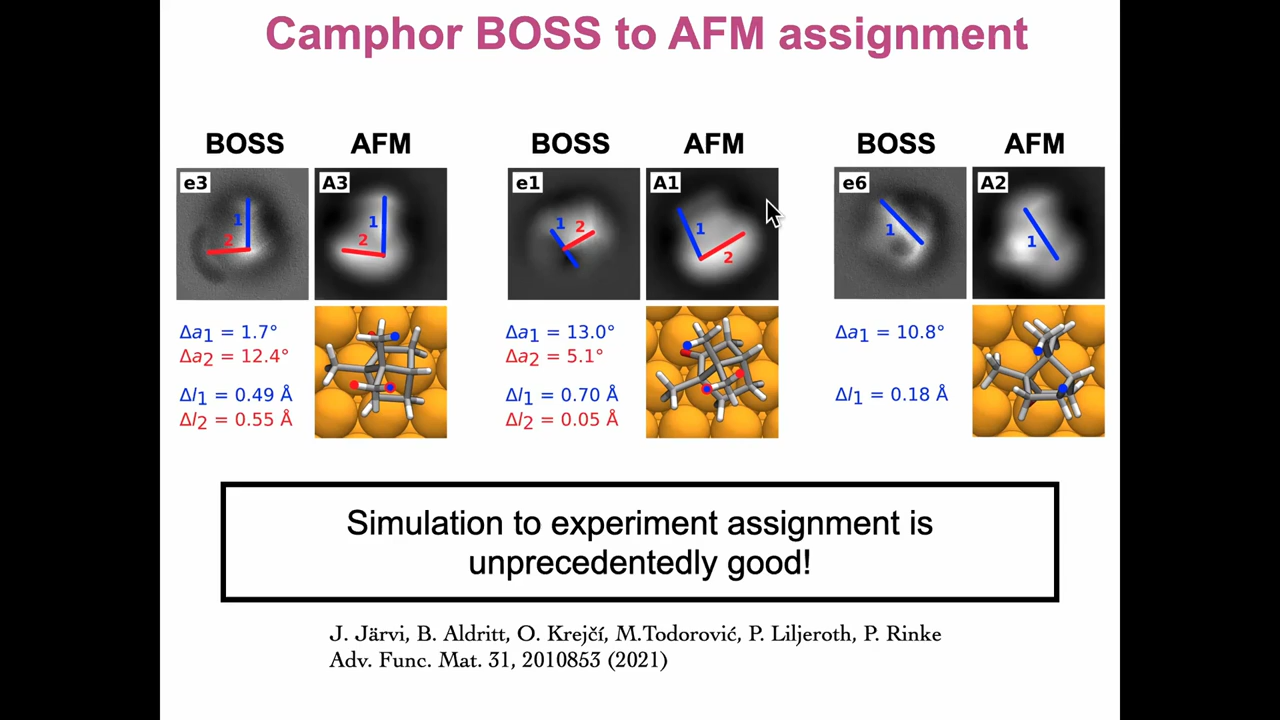 Camphor BOSS to AFM assignment
BOSS AFM
e3 1 2
A3 1 2
Δa1 = 1.7°
Δa2 = 12.4°
Δl1 = 0.49 Å
Δl2 = 0.55 Å
BOSS AFM
e1 1 2
A1 1 2
Δa1 = 13.0°
Δa2 = 5.1°
Δl1 = 0.70 Å
Δl2 = 0.05 Å
BOSS AFM
e6 1
A2 1
Δa1 = 10.8°
Δl1 = 0.18 Å
Simulation to experiment assignment is
unprecedentedly good!
J. Järvi, B. Aldritt, O. Krejčí, M.Todorović, P. Liljeroth, P. Rinke
Adv. Func. Mat. 31, 2010853 (2021)